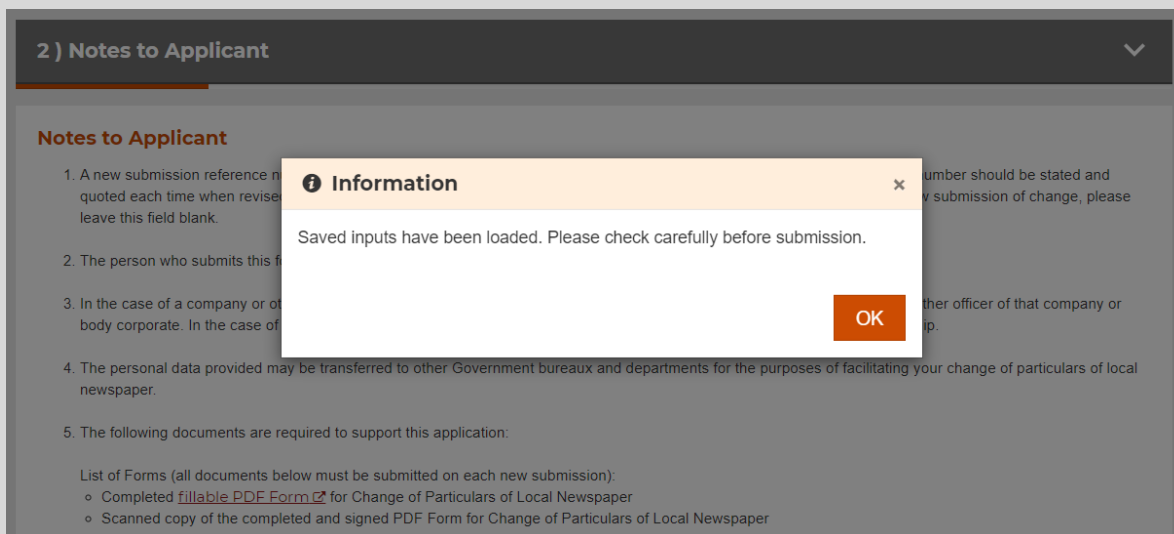 2 ) Notes to Applicant
Notes to Applicant
1. A new submission reference n
umber should be stated and
quoted each time when revise
w submission of change, please
leave this field blank.
Information
×
Saved inputs have been loaded. Please check carefully before submission.
2. The person who submits this f
3. In the case of a company or ot
ther officer of that company or
body corporate. In the case of
ip.
OK
4. The personal data provided may be transferred to other Government bureaux and departments for the purposes of facilitating your change of particulars of local
newspaper.
5. The following documents are required to support this application:
List of Forms (all documents below must be submitted on each new submission):
Completed fillable PDF Form for Change of Particulars of Local Newspaper
Scanned copy of the completed and signed PDF Form for Change of Particulars of Local Newspaper